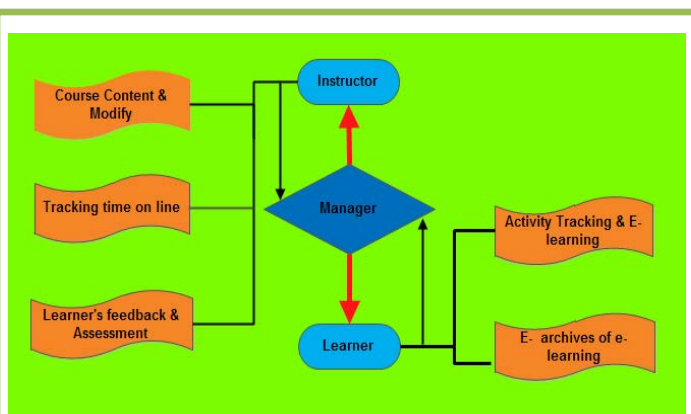 Instructor
Course Content &
Modify
Tracking time on line
Manager
Activity Tracking & E-
learning
Learner's feedback &
Assessment
Learner
E- archives of e-
learning